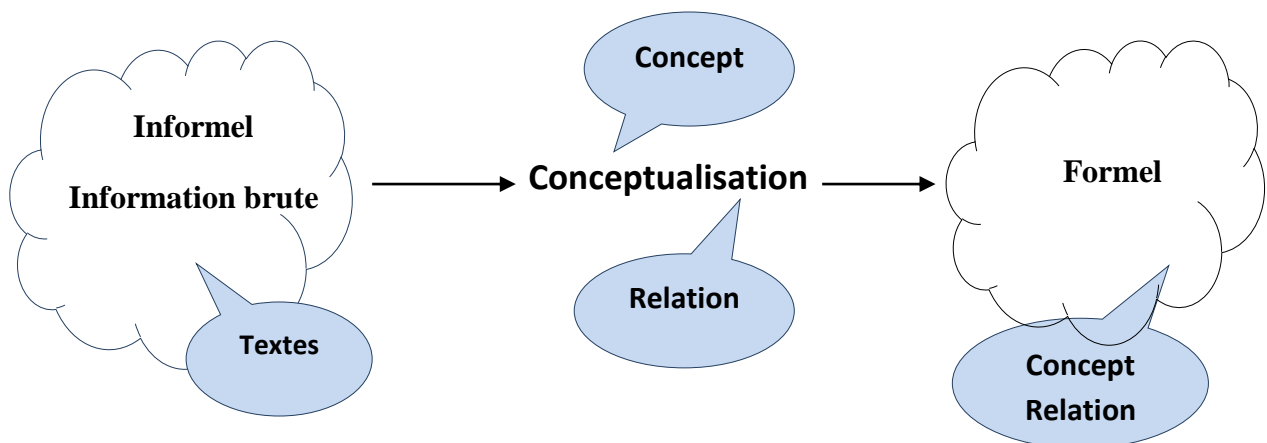 Informel
Information brute
Textes
Concept
Conceptualisation
Relation
Formel
Concept
Relation